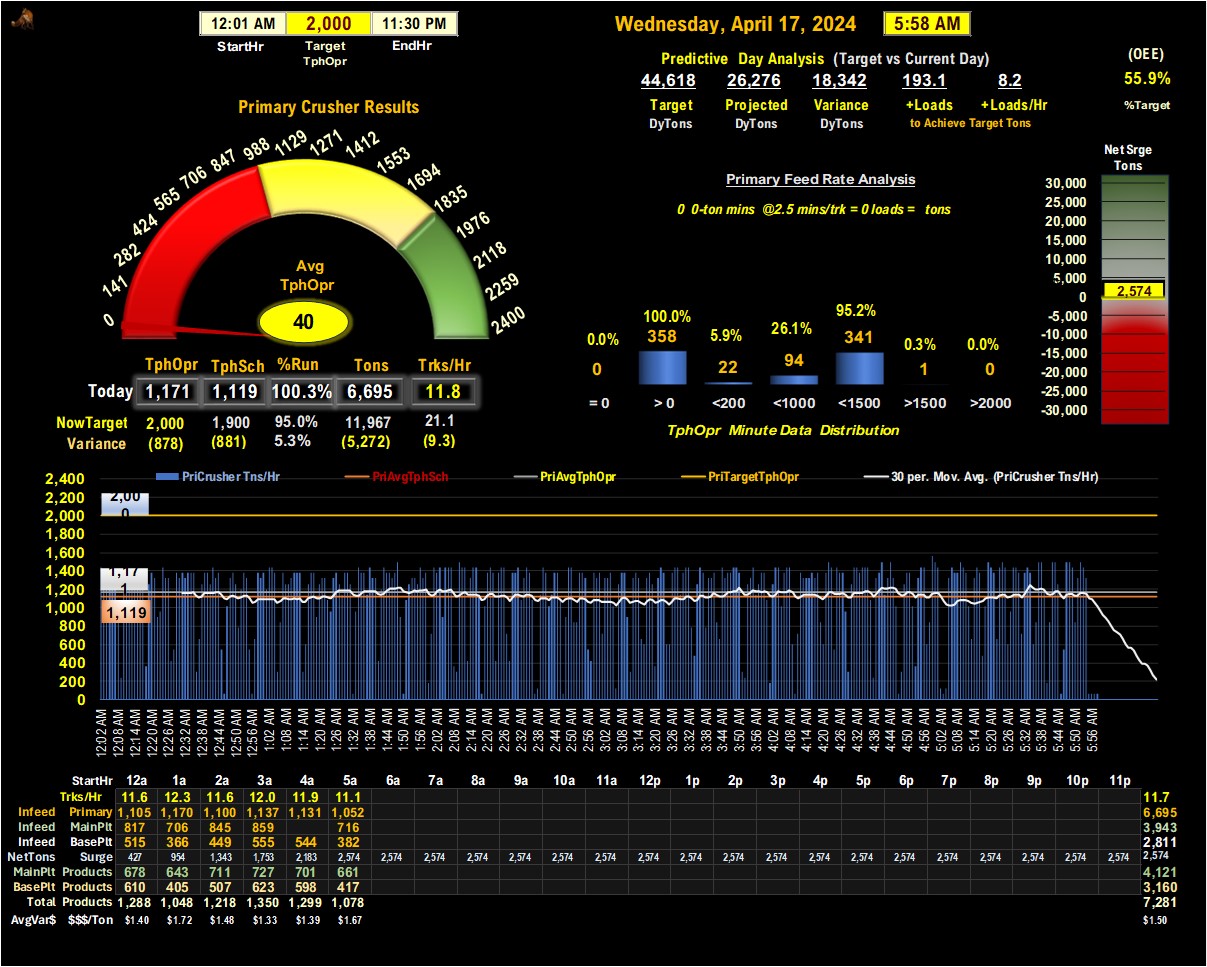 12:01 AM 2,000 11:30 PM
StartHr Target TphOpr EndHr
Wednesday, April 17, 2024 5:58 AM
Predictive Day Analysis (Target vs Current Day)
44,618 26,276 18,342 193.1 8.2
Target Projected Variance +Loads +Loads/Hr
DyTons DyTons DyTons to Achieve Target Tons
(OEE)
55.9%
%Target
Primary Crusher Results
0 141 282 424 565 706 847 988 1129 1271 1412 1553 1694 1835 1976 2118 2259 2400
Avg
TphOpr
40
TphOpr TphSch %Run Tons Trks/Hr
Today 1,171 1,119 100.3% 6,695 11.8
NowTarget 2,000 1,900 95.0% 11,967 21.1
Variance (878) (881) 5.3% (5,272) (9.3)
Primary Feed Rate Analysis
0 0-ton mins @2.5 mins/trk = 0 loads = tons
0.0% 100.0% 5.9% 26.1% 95.2% 0.3% 0.0%
0 358 22 94 341 1 0
= 0 > 0 <200 <1000 <1500 >1500 >2000
TphOpr Minute Data Distribution
Net Srge
Tons
30,000
25,000
20,000
15,000
10,000
5,000
0
-5,000
-10,000
-15,000
-20,000
-25,000
-30,000
2,574
PriCrusher Tns/Hr PriAvgTphSch PriAvgTphOpr PriTargetTphOpr 30 per. Mov. Avg. (PriCrusher Tns/Hr)
2,400
2,200
2,000
1,800
1,600
1,400
1,200
1,000
800
600
400
200
0
2,00
0
1,17
1
1,119
12:02 AM 12:08 AM 12:14 AM 12:20 AM 12:26 AM 12:32 AM 12:38 AM 12:44 AM 12:50 AM 12:56 AM 1:02 AM 1:08 AM 1:14 AM 1:20 AM 1:26 AM 1:32 AM 1:38 AM 1:44 AM 1:50 AM 1:56 AM 2:02 AM 2:08 AM 2:14 AM 2:20 AM 2:26 AM 2:32 AM 2:38 AM 2:44 AM 2:50 AM 2:56 AM 3:02 AM 3:08 AM 3:14 AM 3:20 AM 3:26 AM 3:32 AM 3:38 AM 3:44 AM 3:50 AM 3:56 AM 4:02 AM 4:08 AM 4:14 AM 4:20 AM 4:26 AM 4:32 AM 4:38 AM 4:44 AM 4:50 AM 4:56 AM 5:02 AM 5:08 AM 5:14 AM 5:20 AM 5:26 AM 5:32 AM 5:38 AM 5:44 AM 5:50 AM 5:56 AM
StartHr 12a 1a 2a 3a 4a 5a 6a 7a 8a 9a 10a 11a 12p 1p 2p 3p 4p 5p 6p 7p 8p 9p 10p 11p
Trks/Hr 11.6 12.3 11.6 12.0 11.9 11.1 11.7
Infeed Primary 1,105 1,170 1,100 1,137 1,131 1,052 6,695
Infeed MainPlt 817 706 845 859 716 3,943
Infeed BasePlt 515 366 449 555 544 382 2,811
NetTons Surge 427 954 1,343 1,753 2,183 2,574 2,574 2,574 2,574 2,574 2,574 2,574 2,574 2,574 2,574 2,574 2,574 2,574 2,574 2,574 2,574 2,574 2,574 2,574 2,574
MainPlt Products 678 643 711 727 701 661 4,121
BasePlt Products 610 405 507 623 598 417 3,160
Total Products 1,288 1,048 1,218 1,350 1,299 1,078 7,281
AvgVar$ $$$/Ton $1.40 $1.72 $1.48 $1.33 $1.39 $1.67 $1.50